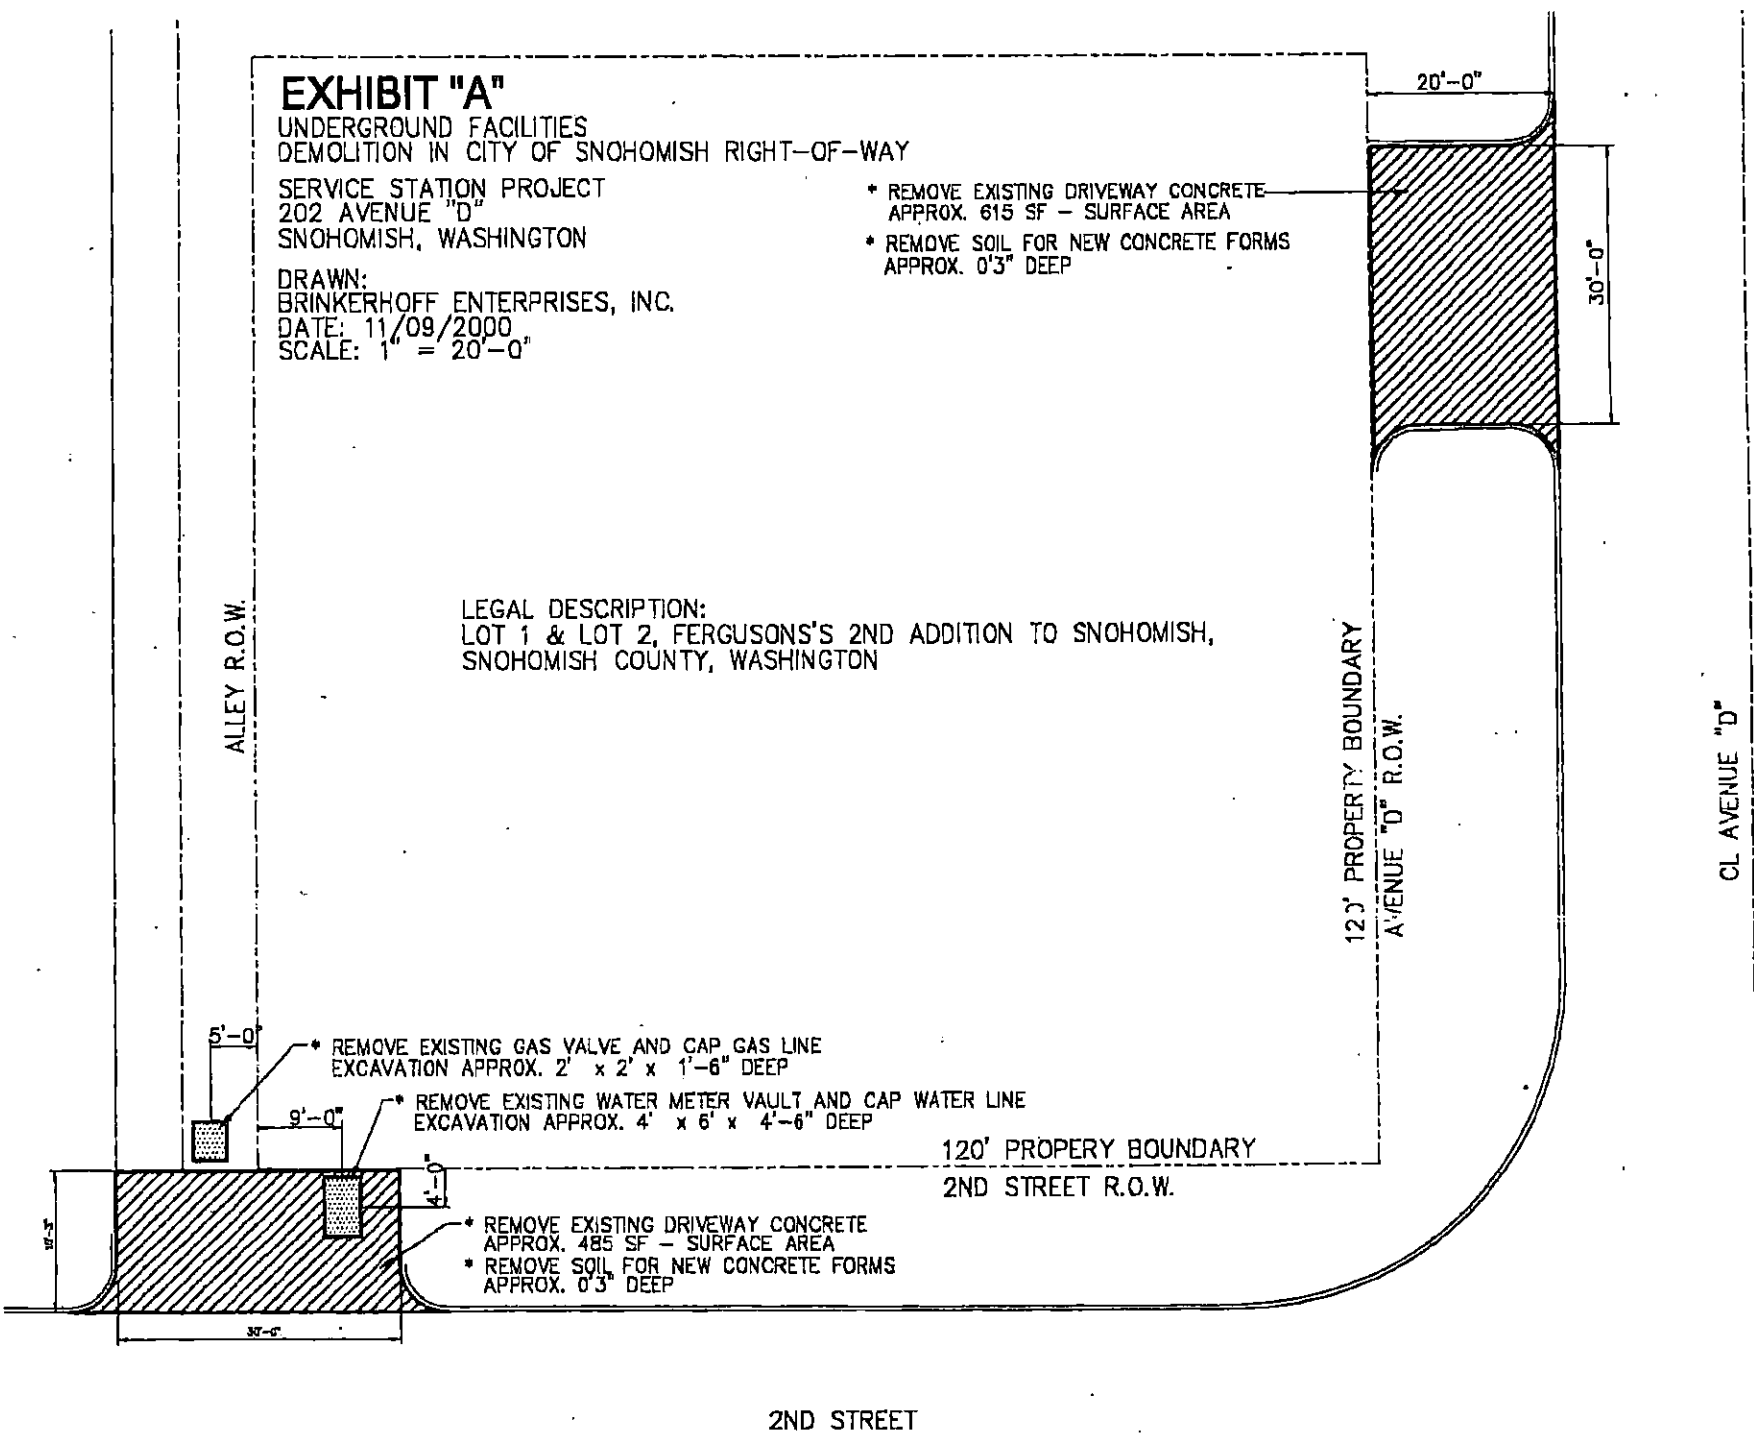 EXHIBIT "A"
UNDERGROUND FACILITIES
DEMOLITION IN CITY OF SNOHOMISH RIGHT-OF-WAY
SERVICE STATION PROJECT
202 AVENUE "D"
SNOHOMISH, WASHINGTON
DRAWN:
BRINKERHOFF ENTERPRISES, INC.
DATE: 11/09/2000
SCALE: 1" = 20'-0"
* REMOVE EXISTING DRIVEWAY CONCRETE
APPROX. 615 SF - SURFACE AREA
* REMOVE SOIL FOR NEW CONCRETE FORMS
APPROX. 0'3" DEEP
20'-0"
30'-0"
LEGAL DESCRIPTION:
LOT 1 & LOT 2, FERGUSONS'S 2ND ADDITION TO SNOHOMISH,
SNOHOMISH COUNTY, WASHINGTON
ALLEY R.O.W.
120' PROPERTY BOUNDARY
AVENUE "D" R.O.W.
CL AVENUE "D"
5'-0"
* REMOVE EXISTING GAS VALVE AND CAP GAS LINE
EXCAVATION APPROX. 2' x 2' x 1'-6" DEEP
9'-0"
* REMOVE EXISTING WATER METER VAULT AND CAP WATER LINE
EXCAVATION APPROX. 4' x 6' x 4'-6" DEEP
4'-0"
120' PROPERY BOUNDARY
2ND STREET R.O.W.
* REMOVE EXISTING DRIVEWAY CONCRETE
APPROX. 485 SF - SURFACE AREA
* REMOVE SOIL FOR NEW CONCRETE FORMS
APPROX. 0'3" DEEP
30'-0"
2ND STREET